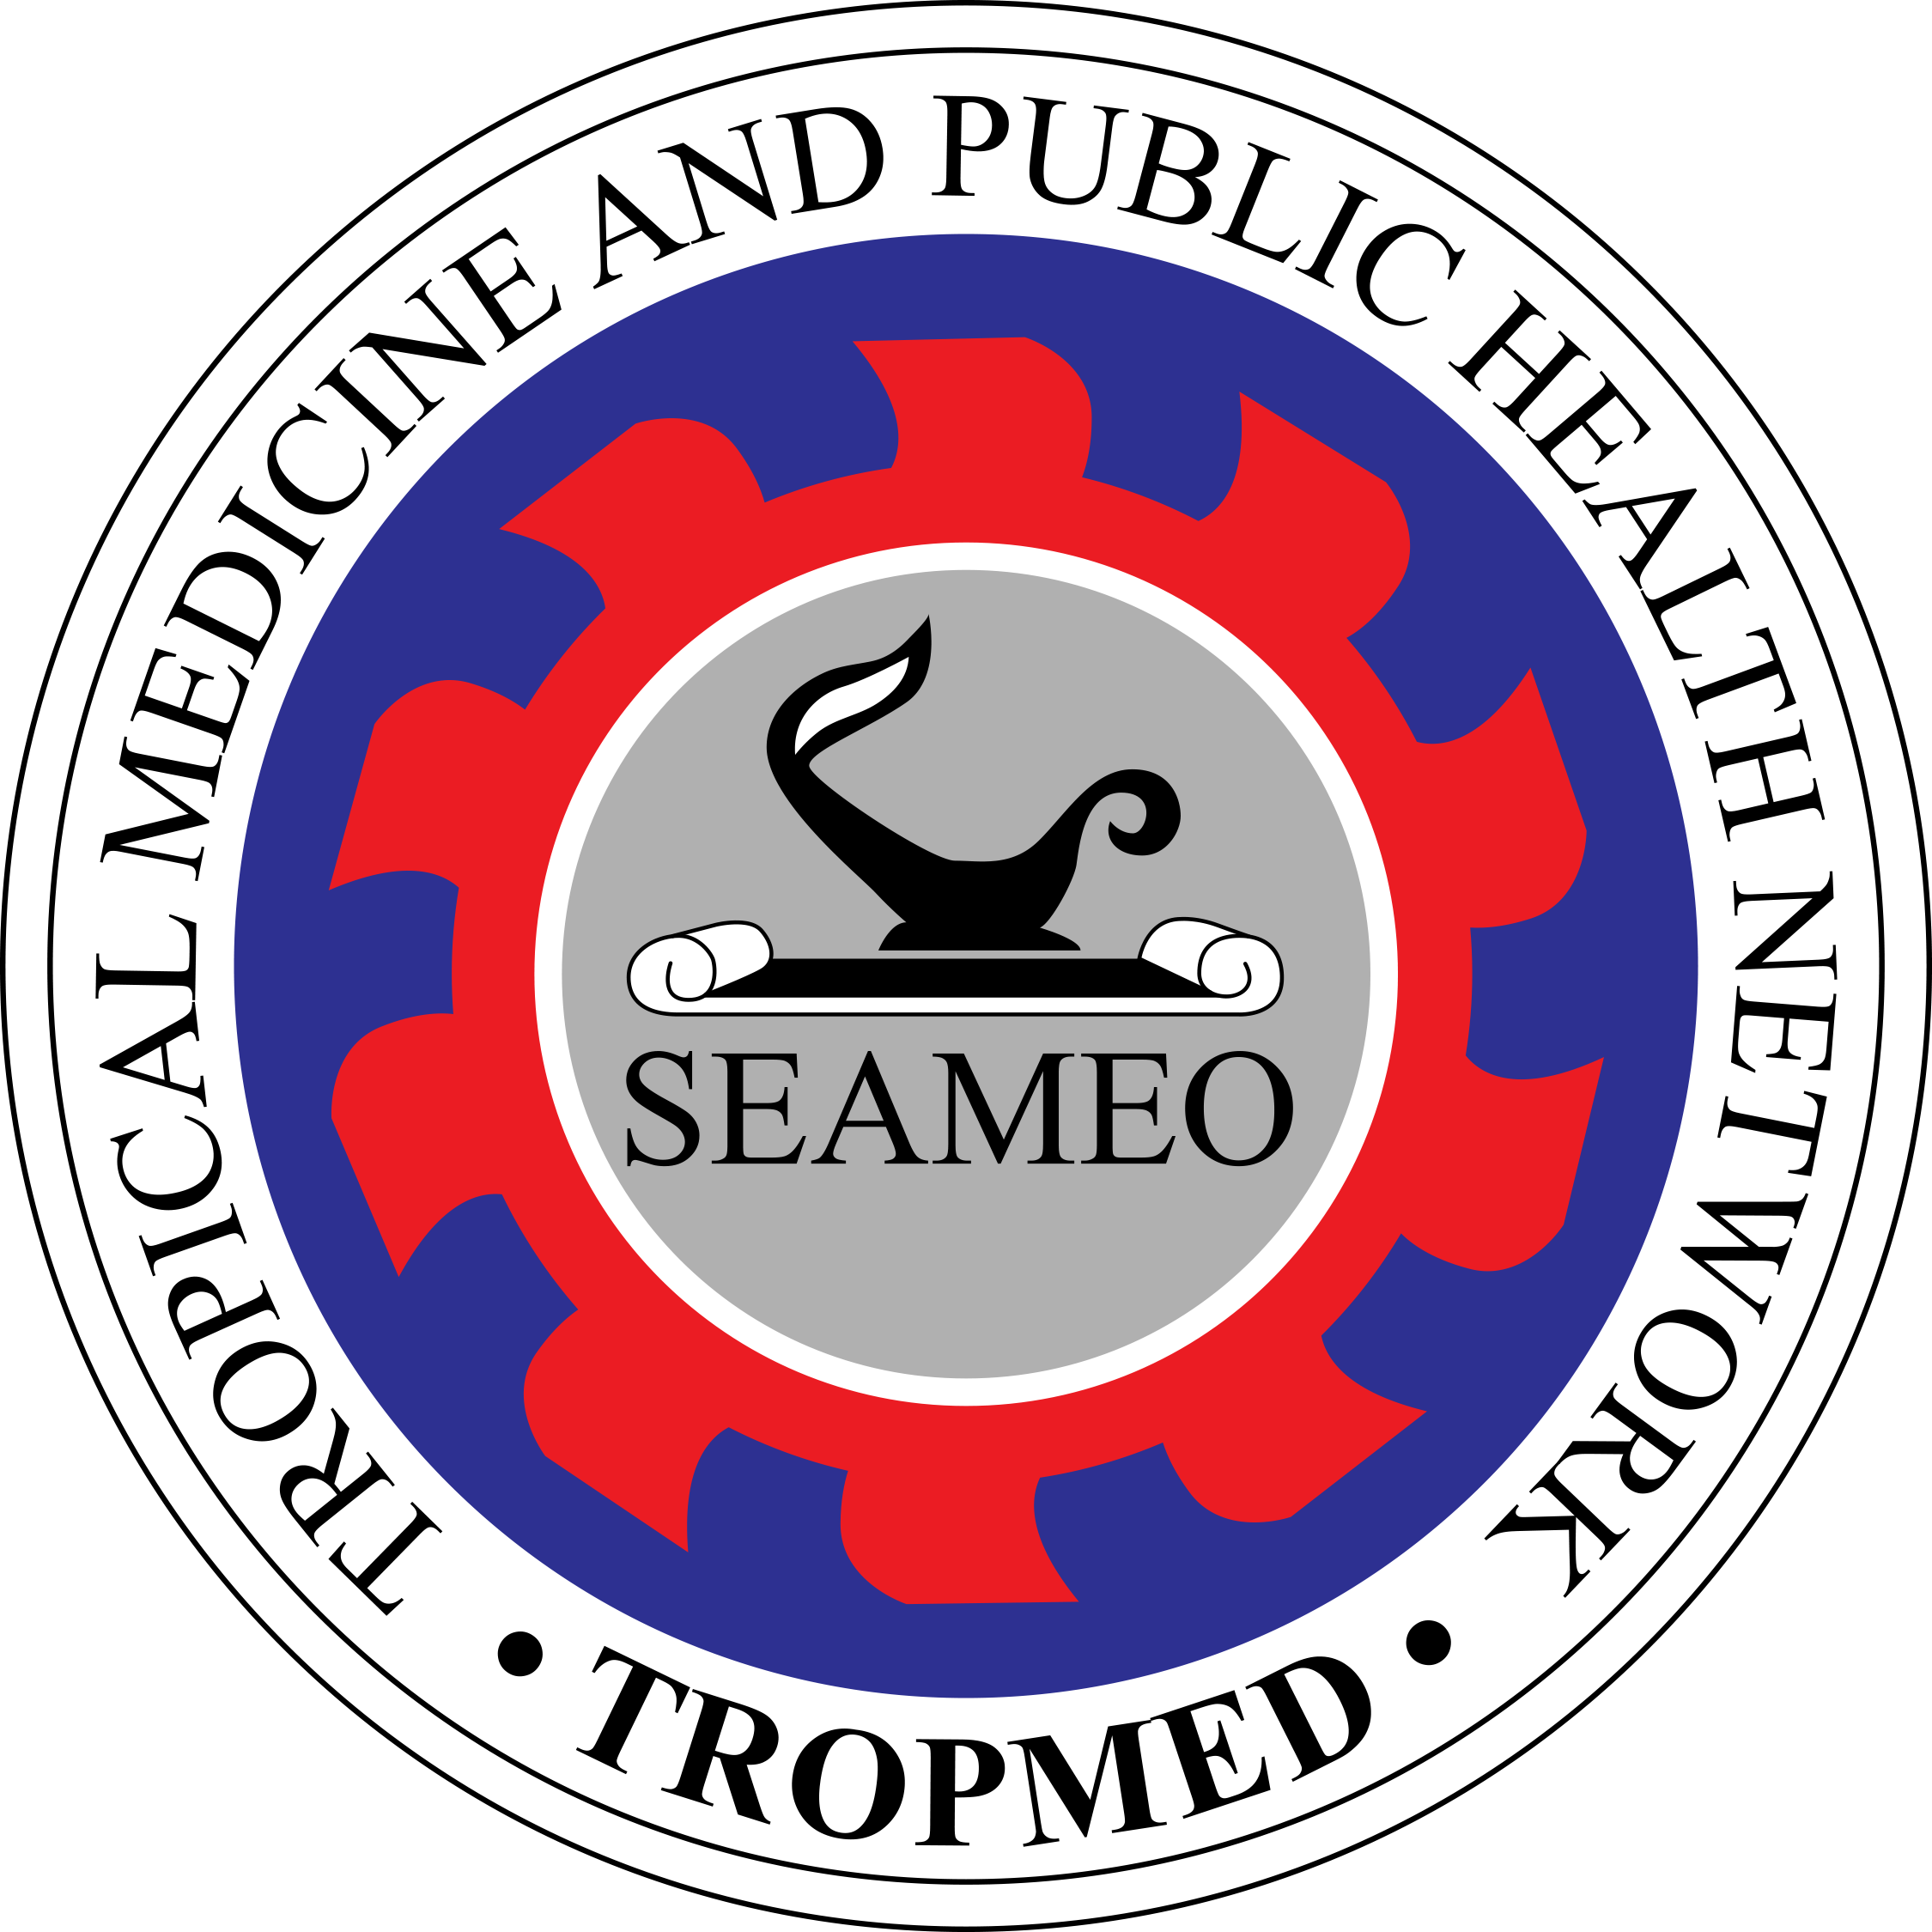 TROPICAL MEDICINE AND PUBLIC HEALTH NETWORK
SEAMEO
• TROPMED •